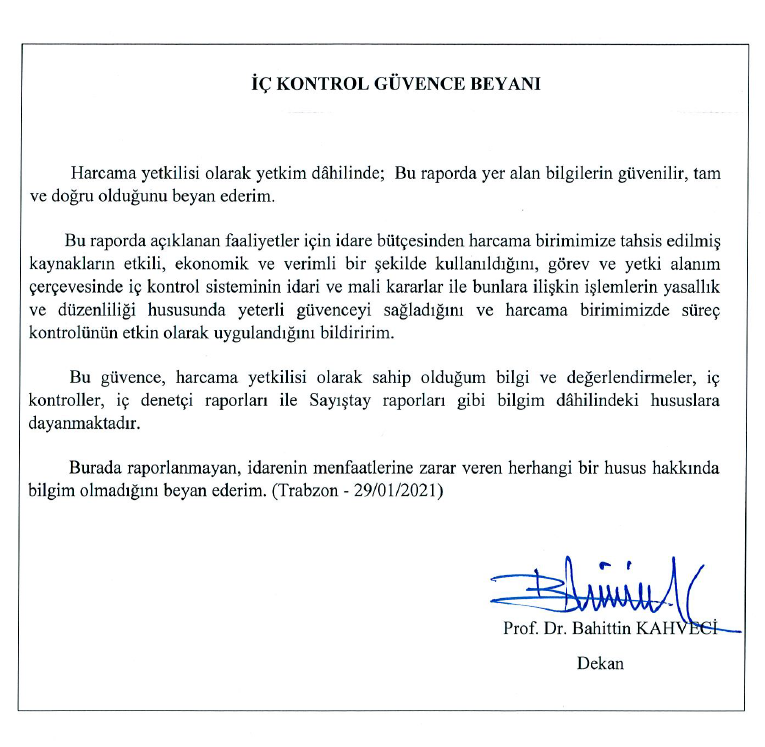 İÇ KONTROL GÜVENCE BEYANI
Harcama yetkilisi olarak yetkim dâhilinde; Bu raporda yer alan bilgilerin güvenilir, tam
ve doğru olduğunu beyan ederim.
Bu raporda açıklanan faaliyetler için idare bütçesinden harcama birimimize tahsis edilmiş
kaynakların etkili, ekonomik ve verimli bir şekilde kullanıldığını, görev ve yetki alanım
çerçevesinde iç kontrol sisteminin idari ve mali kararlar ile bunlara ilişkin işlemlerin yasallık
ve düzenliliği hususunda yeterli güvenceyi sağladığını ve harcama birimimizde süreç
kontrolünün etkin olarak uygulandığını bildiririm.
Bu güvence, harcama yetkilisi olarak sahip olduğum bilgi ve değerlendirmeler, iç
kontroller, iç denetçi raporları ile Sayıştay raporları gibi bilgim dâhilindeki hususlara
dayanmaktadır.
Burada raporlanmayan, idarenin menfaatlerine zarar veren herhangi bir husus hakkında
bilgim olmadığını beyan ederim. (Trabzon - 29/01/2021)
Prof. Dr. Bahittin KAHVECİ
Dekan